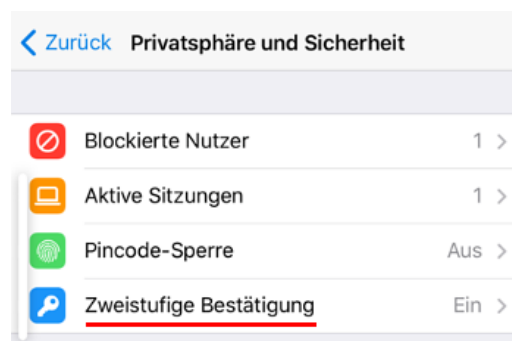 Zurück Privatsphäre und Sicherheit
Blockierte Nutzer 1
Aktive Sitzungen 1
Pincode-Sperre Aus
Zweistufige Bestätigung Ein